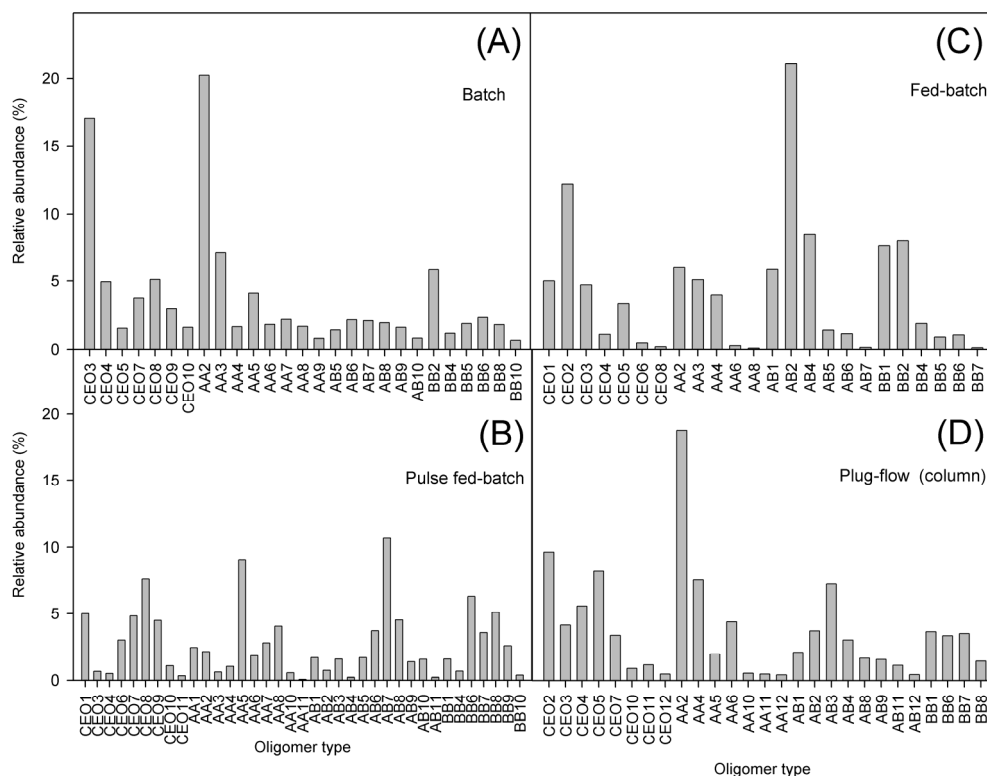 (A)
Batch
Relative abundance (%)
20
15
10
5
0
CEO3 CEO4 CEO5 CEO7 CEO8 CEO9 CEO10 AA2 AA3 AA4 AA5 AA6 AA7 AA8 AA9 AB5 AB6 AB7 AB8 AB9 AB10 BB2 BB4 BB5 BB6 BB8 BB10
(C)
Fed-batch
CEO1 CEO2 CEO3 CEO4 CEO5 CEO6 CEO8 AA2 AA3 AA4 AA6 AA8 AB1 AB2 AB4 AB5 AB6 AB7 BB1 BB2 BB4 BB5 BB6 BB7
(B)
Pulse fed-batch
Relative abundance (%)
20
15
10
5
0
CEO1 CEO3 CEO4 CEO6 CEO7 CEO8 CEO9 CEO10 CEO11 AA1 AA2 AA3 AA4 AA5 AA6 AA7 AA8 AA10 AA11 AB1 AB2 AB3 AB4 AB5 AB6 AB7 AB8 AB9 AB10 AB11 BB1 BB4 BB6 BB7 BB8 BB9 BB10
Oligomer type
(D)
Plug-flow (column)
CEO2 CEO3 CEO4 CEO5 CEO7 CEO10 CEO11 CEO12 AA2 AA4 AA5 AA6 AA10 AA11 AA12 AB1 AB2 AB3 AB4 AB8 AB9 AB11 AB12 BB1 BB6 BB7 BB8
Oligomer type